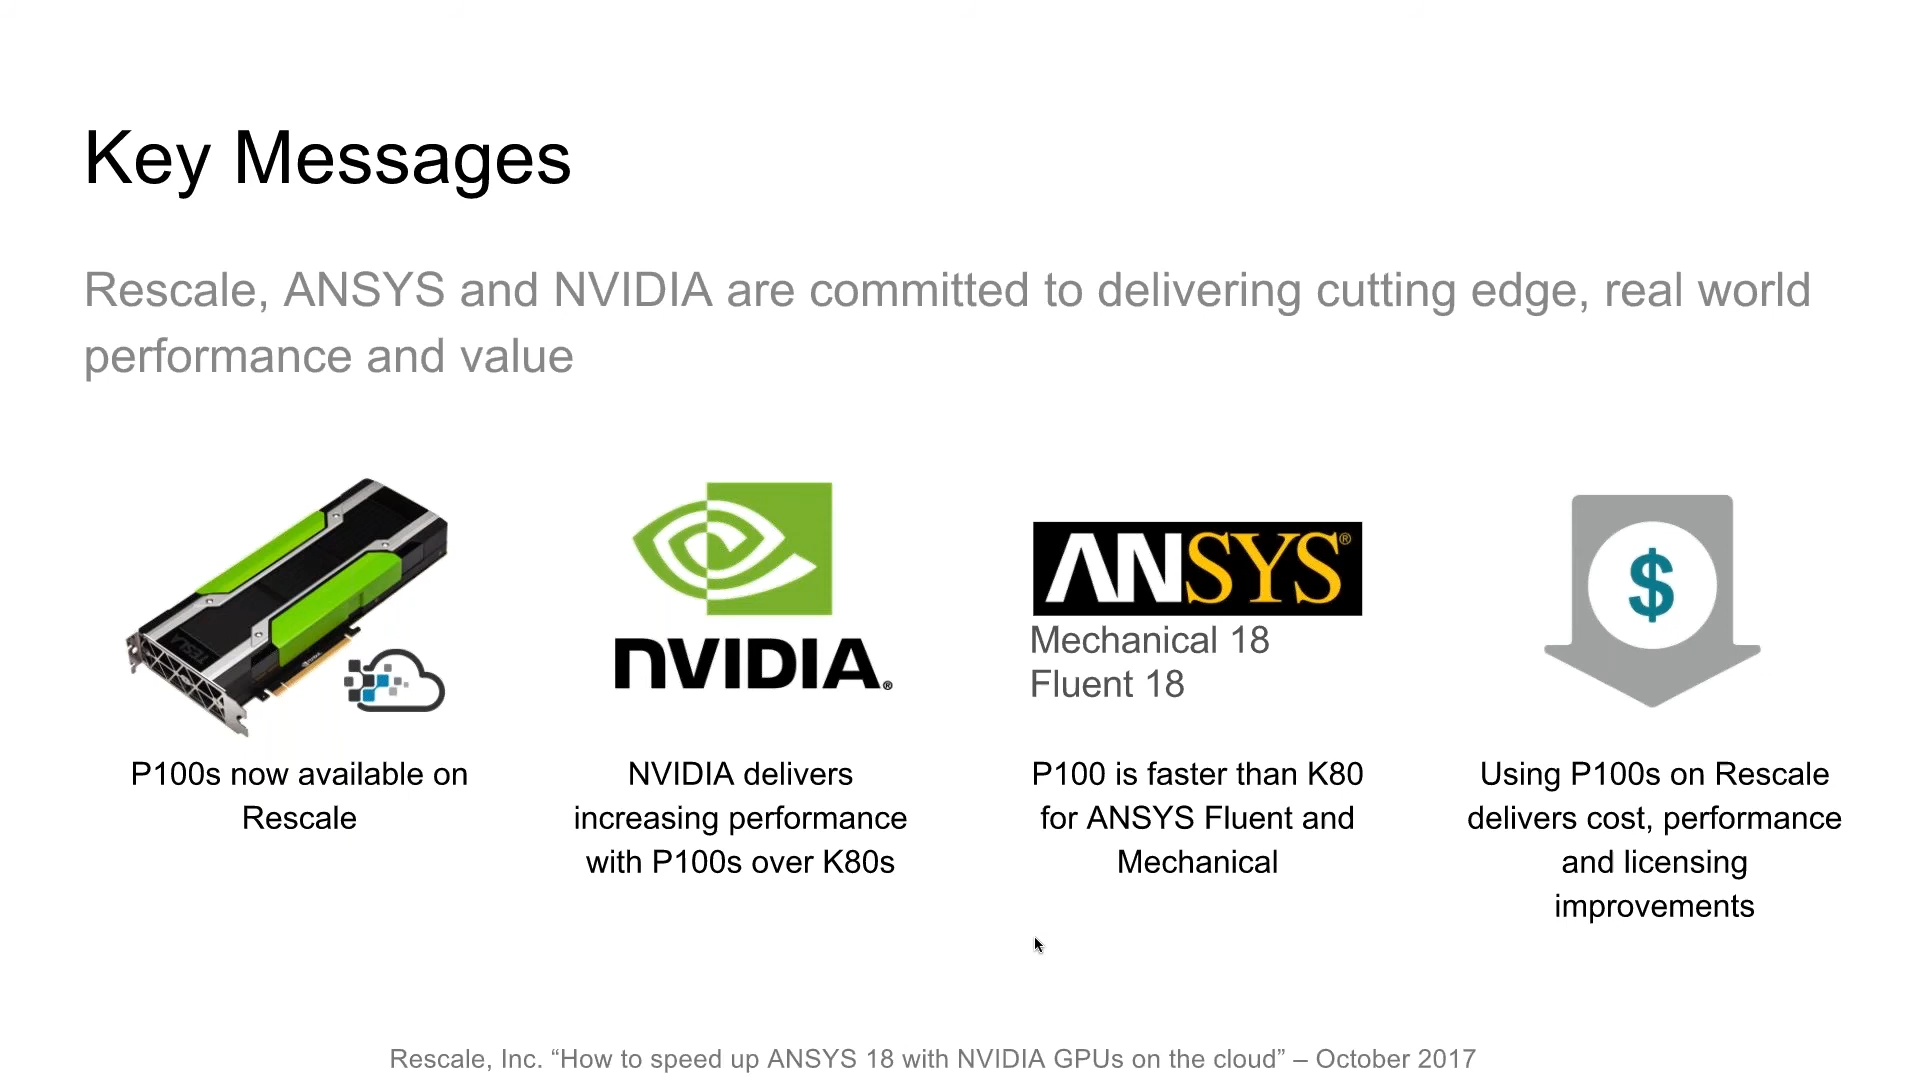 Key Messages
Rescale, ANSYS and NVIDIA are committed to delivering cutting edge, real world
performance and value
TESLA
NVIDIA®
ANSYS®
Mechanical 18
Fluent 18
$
P100s now available on
Rescale
NVIDIA delivers
increasing performance
with P100s over K80s
P100 is faster than K80
for ANSYS Fluent and
Mechanical
Using P100s on Rescale
delivers cost, performance
and licensing
improvements
Rescale, Inc. “How to speed up ANSYS 18 with NVIDIA GPUs on the cloud” – October 2017